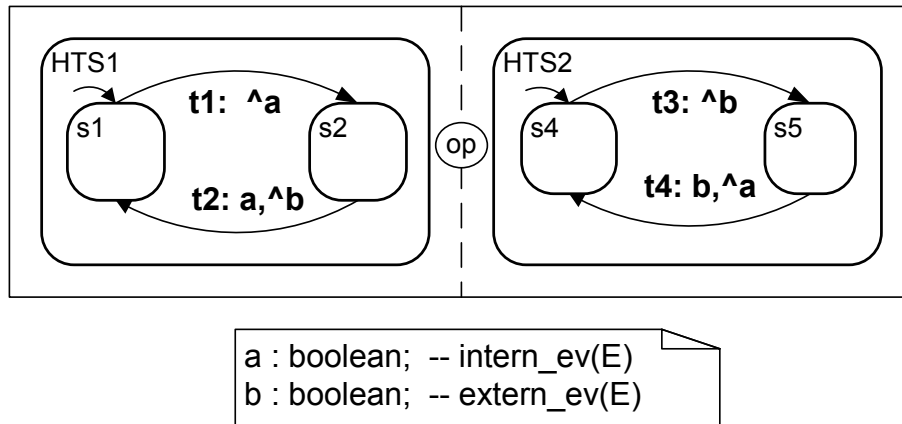 HTS1
t1: ^a
s1
s2
t2: a,^b
op
HTS2
t3: ^b
s4
s5
t4: b,^a
a : boolean; -- intern_ev(E)
b : boolean; -- extern_ev(E)